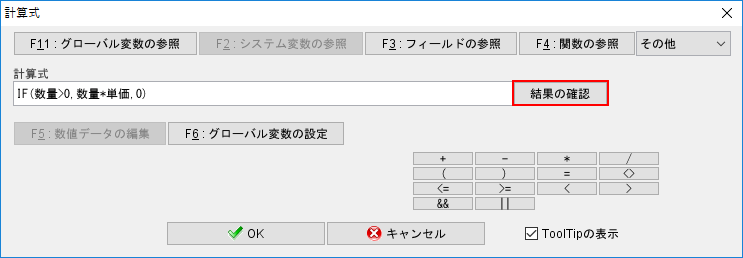 計算式
F11：グローバル変数の参照 F2：システム変数の参照 F3：フィールドの参照 F4：関数の参照 その他
計算式
IF(数量>0,数量*単価,0) 結果の確認
F5：数値データの編集 F6：グローバル変数の設定
+ - * /
( ) = <>
<= >= < >
&& ||
OK キャンセル ToolTipの表示